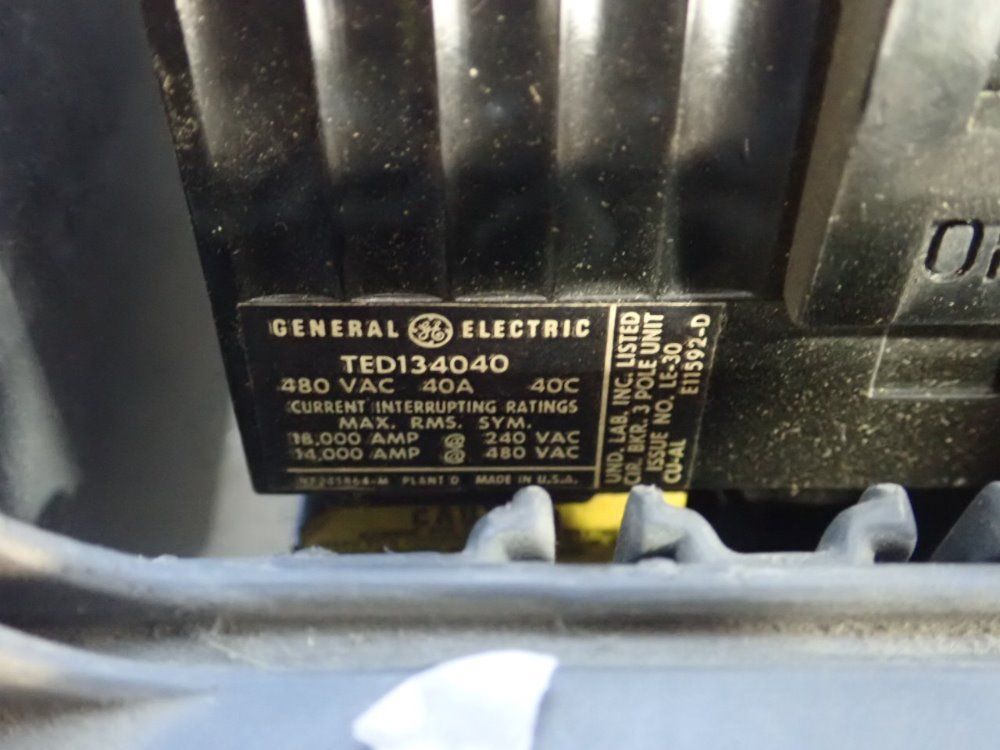 GENERAL GE ELECTRIC
TED134040
480 VAC 40A 40C
CURRENT INTERRUPTING RATINGS
MAX. RMS. SYM.
18,000 AMP @ 240 VAC
14,000 AMP @ 480 VAC
PLANT D MADE IN U.S.A.
UND. LAB. INC. LISTED
CIR. BKR. 3 POLE UNIT
ISSUE NO. LE-30
CU-AL E11592-D